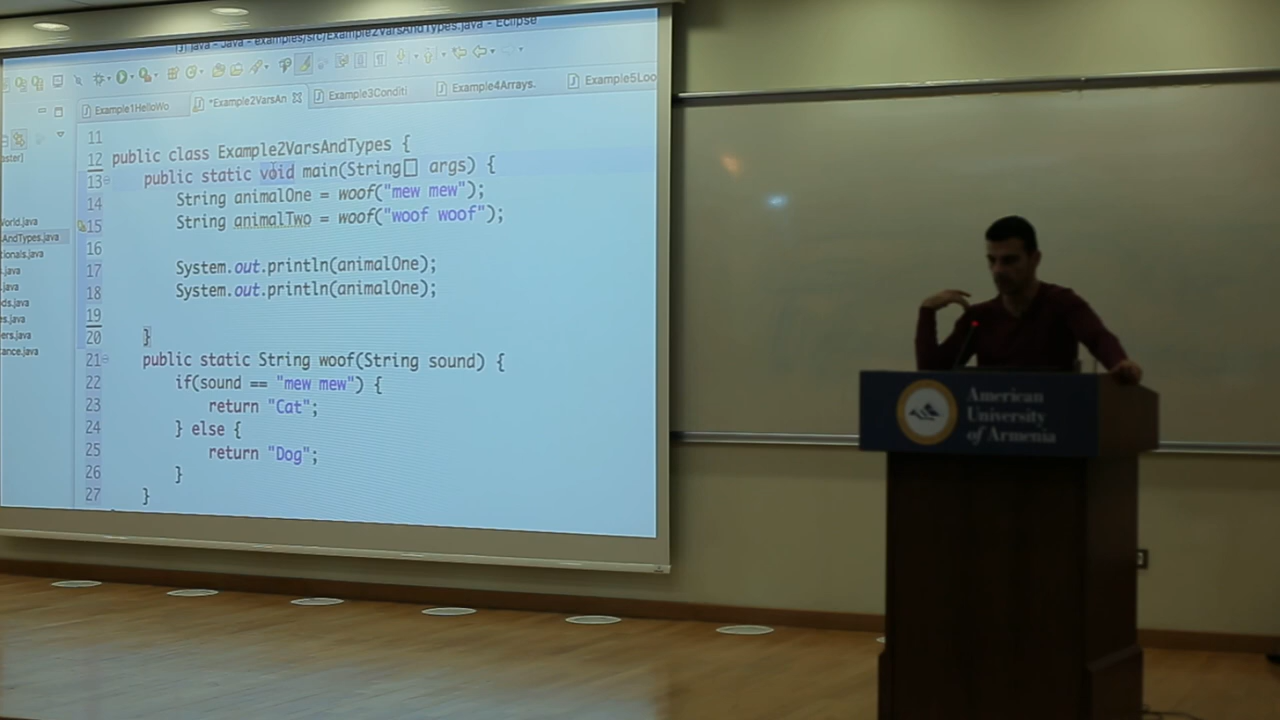 java - Java - examples/src/Example2VarsAndTypes.java - Eclipse
Example1HelloWo
*Example2VarsAn
Example3Conditi
Example4Arrays.
Example5Loo
11
12 public class Example2VarsAndTypes {
13 public static void main(String[] args) {
14 String animalOne = woof("mew mew");
15 String animalTwo = woof("woof woof");
16
17 System.out.println(animalOne);
18 System.out.println(animalOne);
19
20 }
21 public static String woof(String sound) {
22 if(sound == "mew mew") {
23 return "Cat";
24 } else {
25 return "Dog";
26 }
27 }
aster]
World.java
AndTypes.java
tionals.java
s.java
.java
ds.java
es.java
ers.java
tance.java
American
University
of Armenia